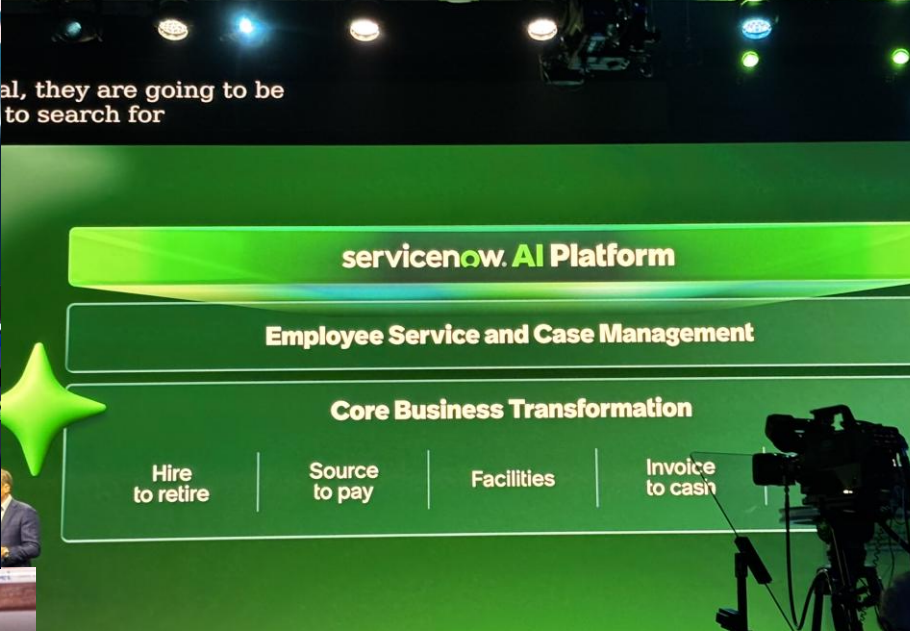 al, they are going to be
to search for
servicenow. AI Platform
Employee Service and Case Management
Core Business Transformation
Hire
to retire
Source
to pay
Facilities
Invoice
to cash